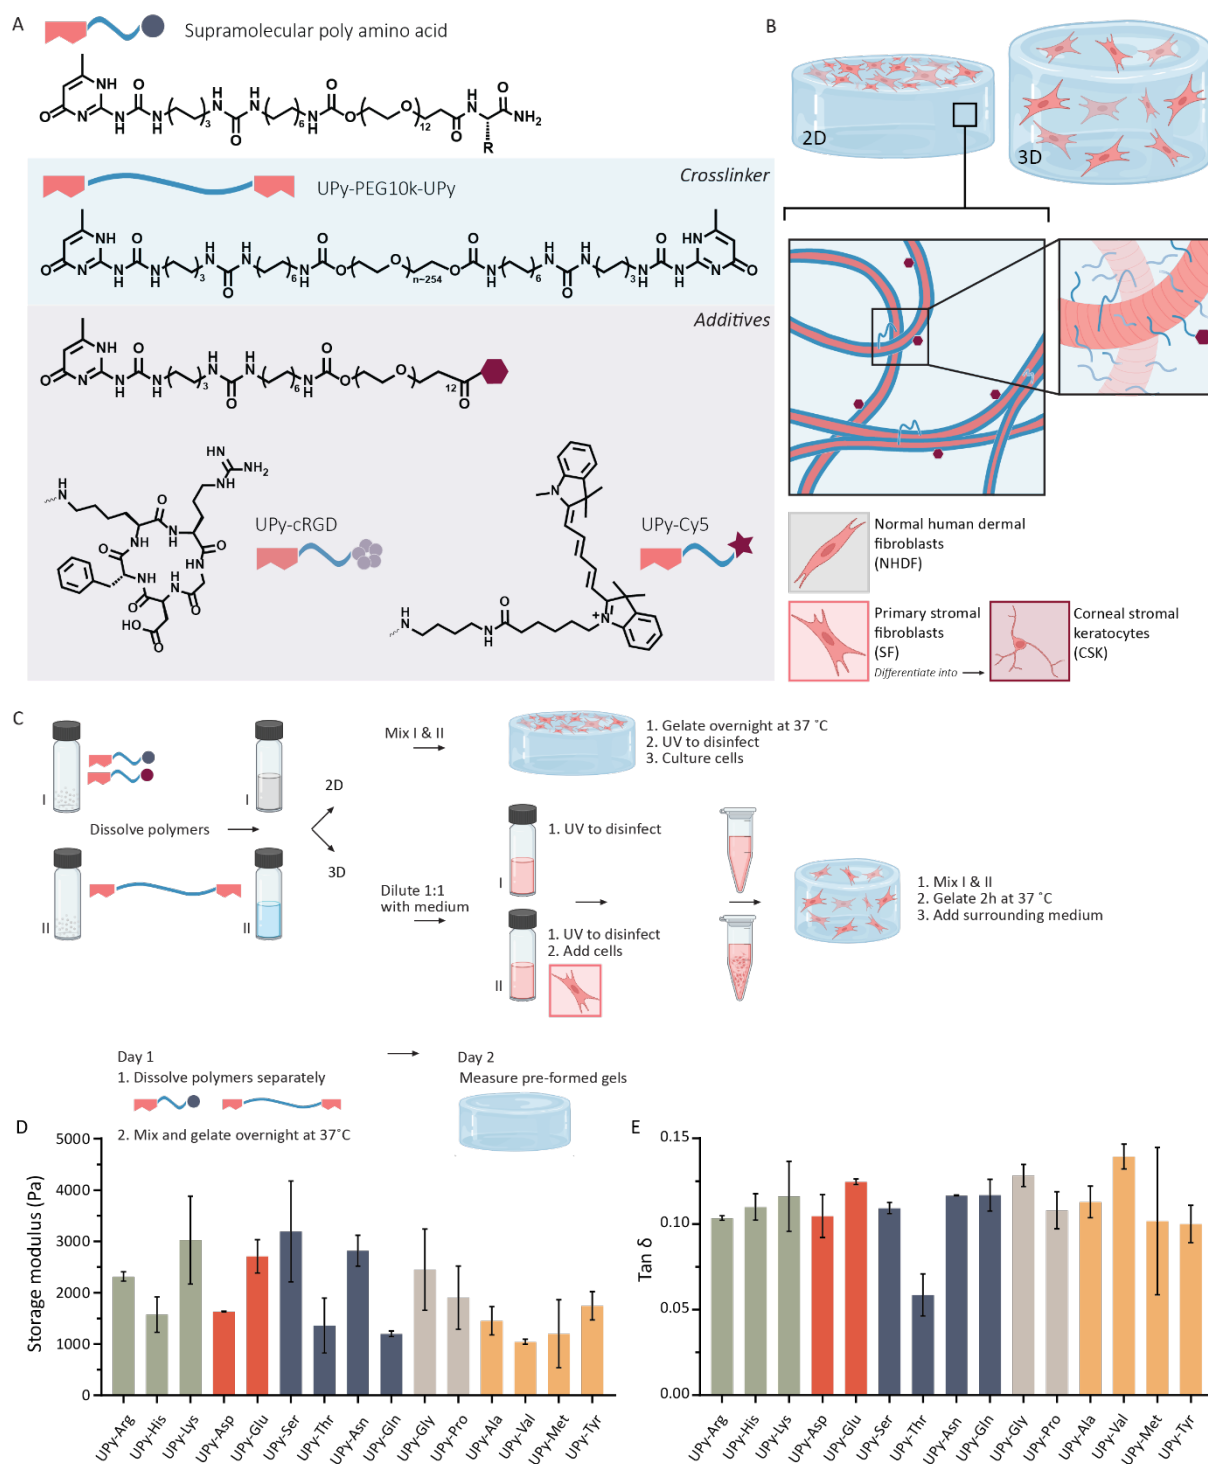 A
Supramolecular poly amino acid
UPy-PEG10k-UPy
Crosslinker
n~254
Additives
UPy-cRGD
UPy-Cy5
B
2D
3D
Normal human dermal
fibroblasts
(NHDF)
Primary stromal
fibroblasts
(SF)
Differentiate into
Corneal stromal
keratocytes
(CSK)
C
I
II
Dissolve polymers
I
II
2D
3D
Mix I & II
1. Gelate overnight at 37 ˚C
2. UV to disinfect
3. Culture cells
Dilute 1:1
with medium
I
1. UV to disinfect
II
1. UV to disinfect
2. Add cells
1. Mix I & II
2. Gelate 2h at 37 ˚C
3. Add surrounding medium
Day 1
1. Dissolve polymers separately
2. Mix and gelate overnight at 37˚C
Day 2
Measure pre-formed gels
D
Storage modulus (Pa)
5000
4000
3000
2000
1000
0
UPy-Arg
UPy-His
UPy-Lys
UPy-Asp
UPy-Glu
UPy-Ser
UPy-Thr
UPy-Asn
UPy-Gln
UPy-Gly
UPy-Pro
UPy-Ala
UPy-Val
UPy-Met
UPy-Tyr
E
Tan δ
0.15
0.10
0.05
0.00
UPy-Arg
UPy-His
UPy-Lys
UPy-Asp
UPy-Glu
UPy-Ser
UPy-Thr
UPy-Asn
UPy-Gln
UPy-Gly
UPy-Pro
UPy-Ala
UPy-Val
UPy-Met
UPy-Tyr